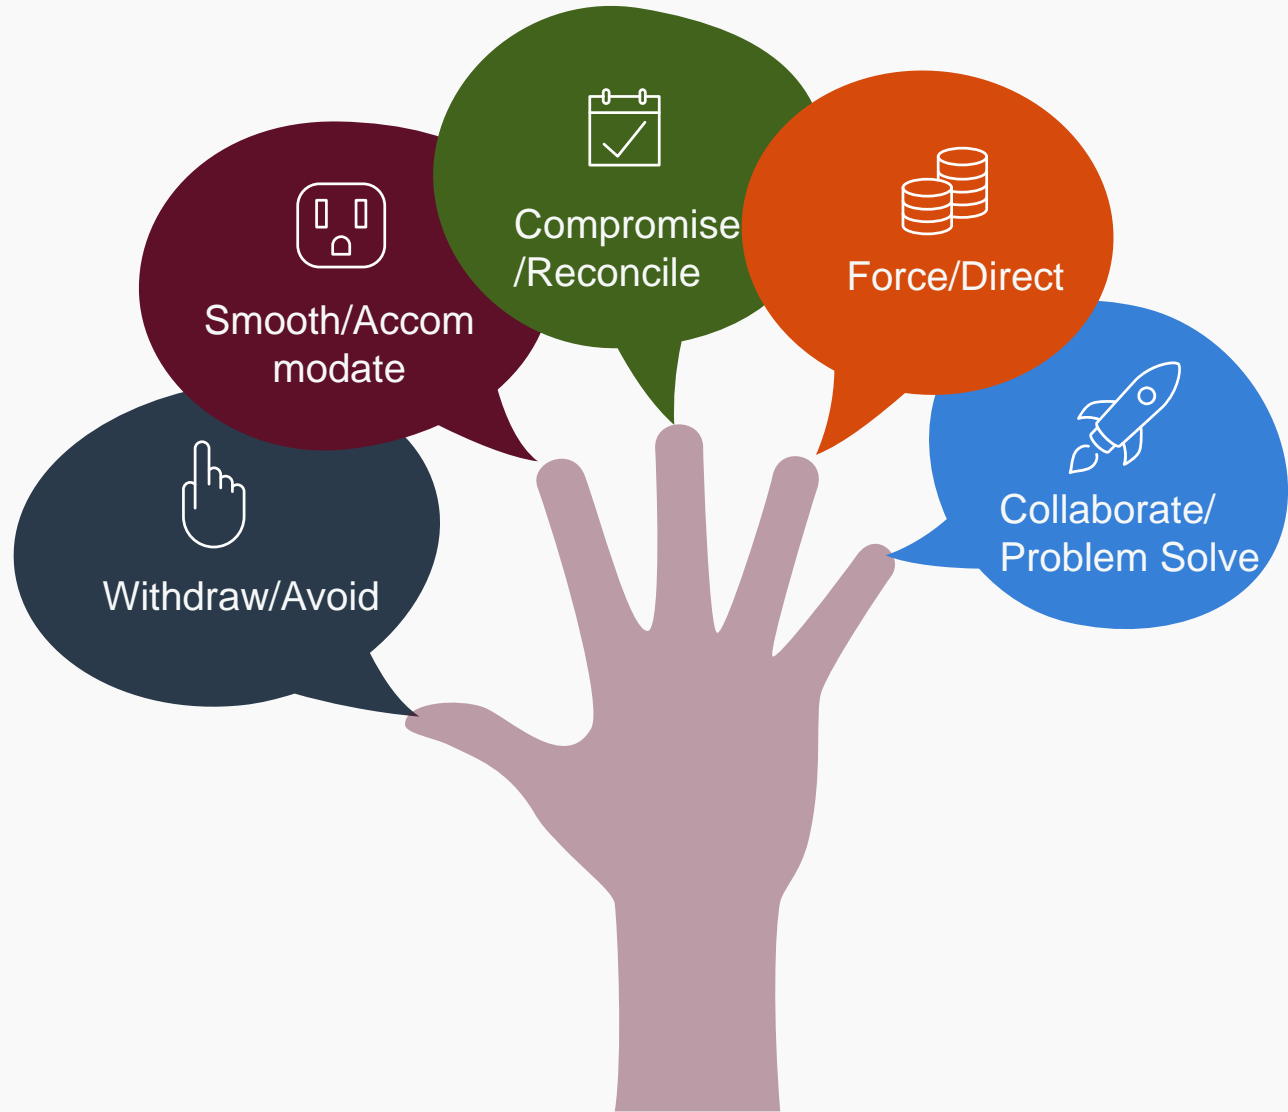 Withdraw/Avoid
Smooth/Accom
modate
Compromise
/Reconcile
Force/Direct
Collaborate/
Problem Solve